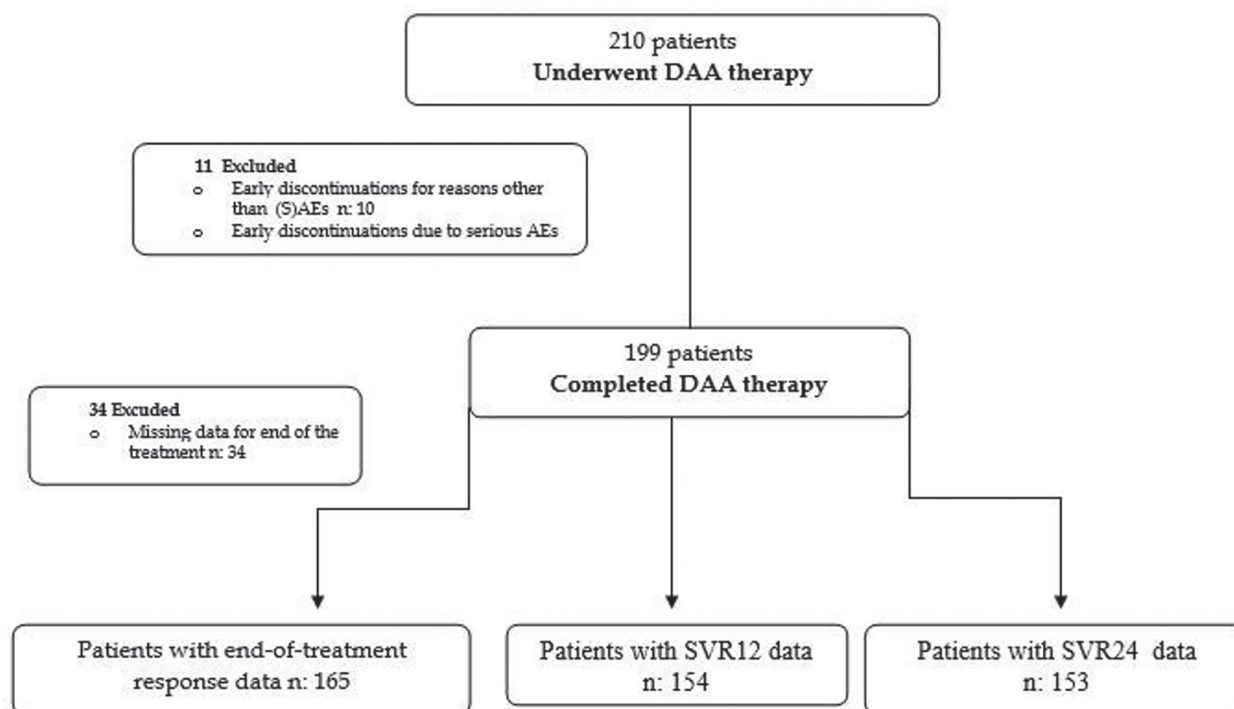 210 patients
Underwent DAA therapy
11 Excluded
o Early discontinuations for reasons other
than (S)AEs n: 10
o Early discontinuations due to serious AEs
199 patients
Completed DAA therapy
34 Excuded
o Missing data for end of the
treatment n: 34
Patients with end-of-treatment
response data n: 165
Patients with SVR12 data
n: 154
Patients with SVR24 data
n: 153